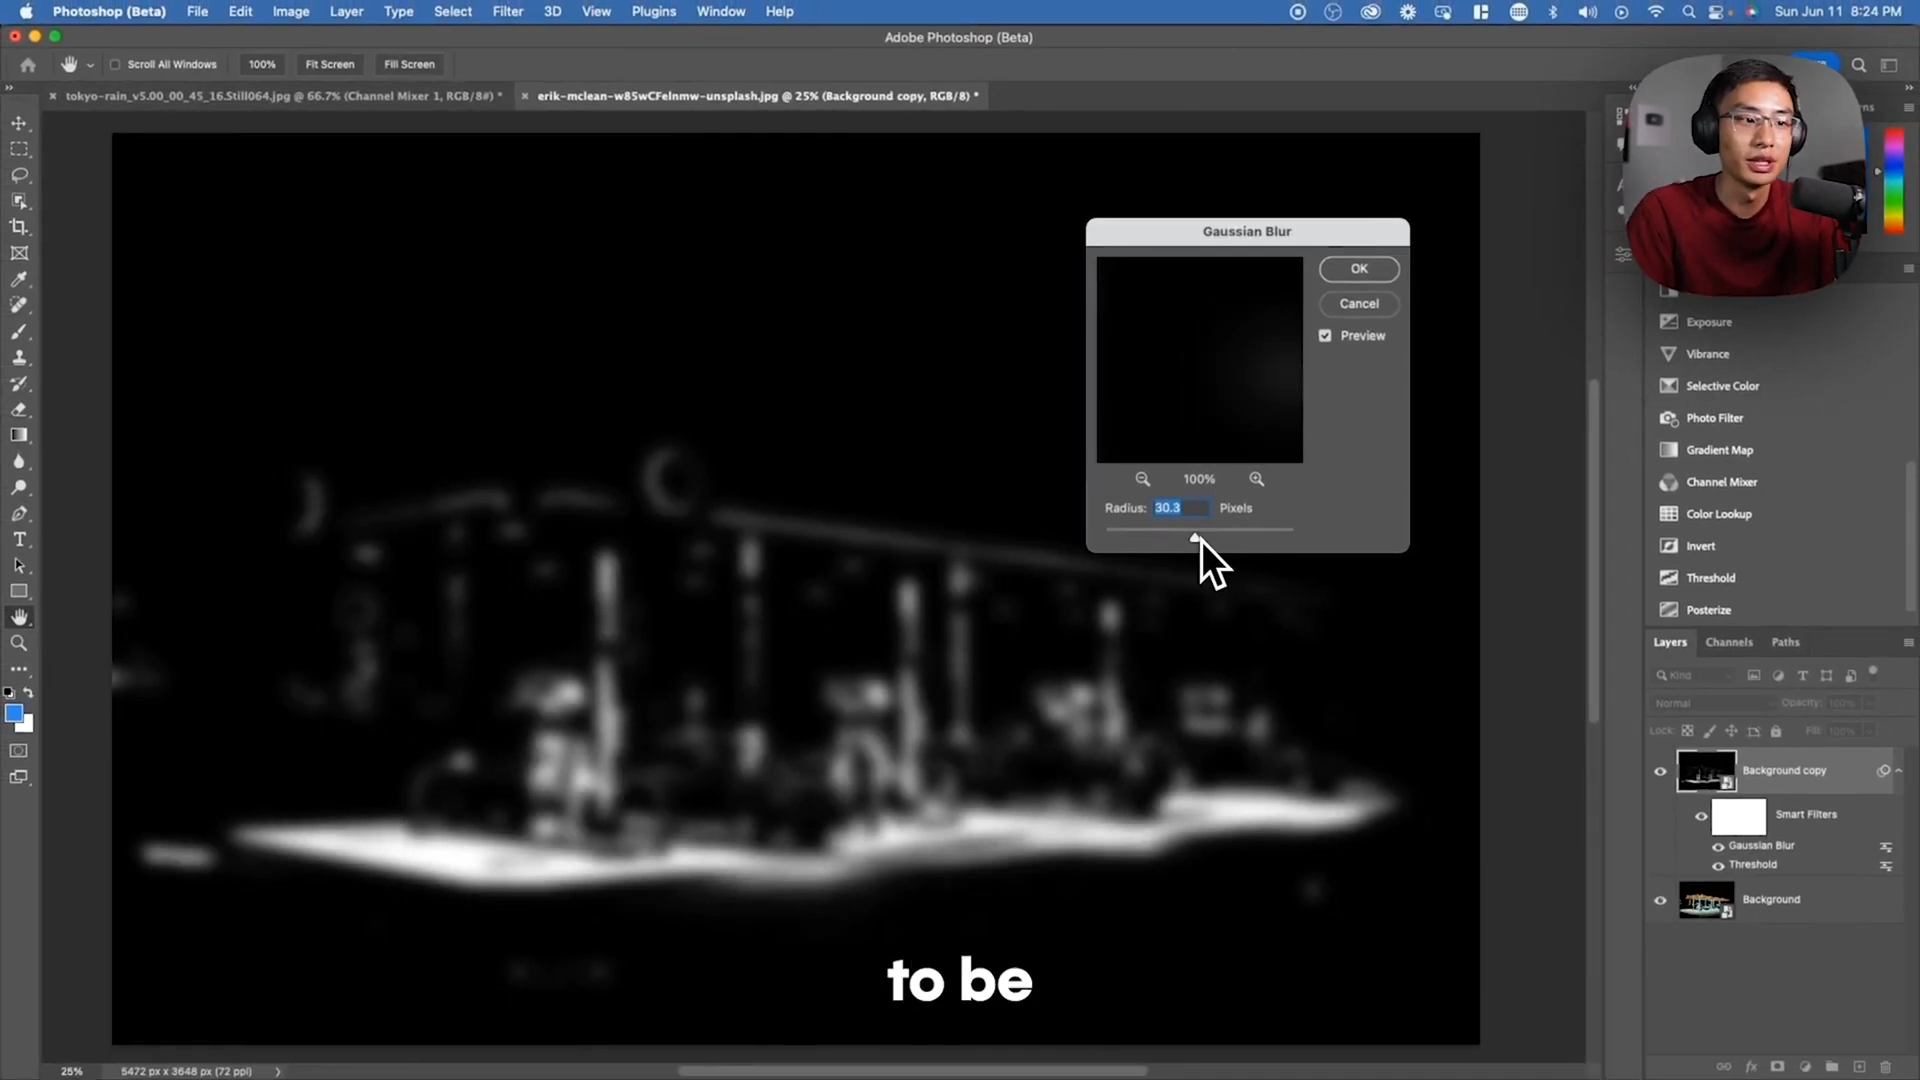 Photoshop (Beta) File Edit Image Layer Type Select Filter 3D View Plugins Window Help
Sun Jun 11 8:24 PM
Adobe Photoshop (Beta)
Scroll All Windows 100% Fit Screen Fill Screen
tokyo-rain_v5.00_00_45_16.Still064.jpg @ 66.7% (Channel Mixer 1, RGB/8#) *
erik-mclean-w85wCFeInmw-unsplash.jpg @ 25% (Background copy, RGB/8) *
Gaussian Blur
OK
Cancel
Preview
100%
Radius: 30.3 Pixels
Exposure
Vibrance
Selective Color
Photo Filter
Gradient Map
Channel Mixer
Color Lookup
Invert
Threshold
Posterize
Layers Channels Paths
Kind
Normal Opacity: 100%
Lock: Fill: 100%
Background copy
Smart Filters
Gaussian Blur
Threshold
Background
to be
25% 5472 px x 3648 px (72 ppi)